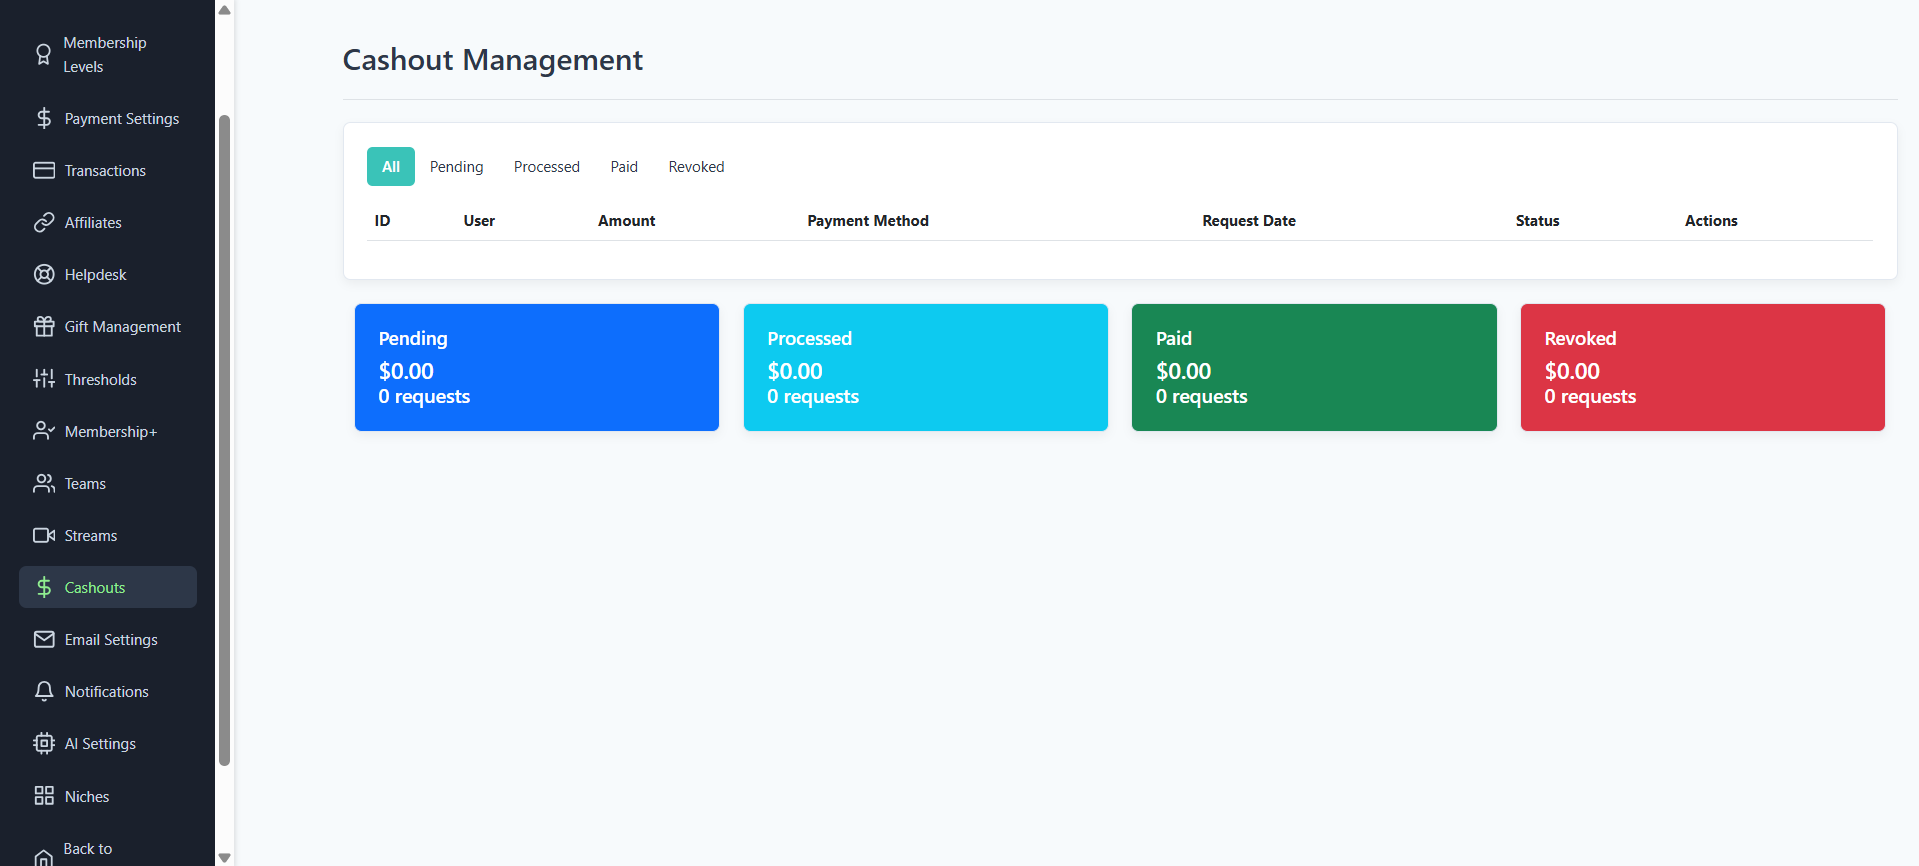 Membership
Levels
Payment Settings
Transactions
Affiliates
Helpdesk
Gift Management
Thresholds
Membership+
Teams
Streams
Cashouts
Email Settings
Notifications
AI Settings
Niches
Back to
Cashout Management
All Pending Processed Paid Revoked
ID User Amount Payment Method Request Date Status Actions
Pending
$0.00
0 requests
Processed
$0.00
0 requests
Paid
$0.00
0 requests
Revoked
$0.00
0 requests